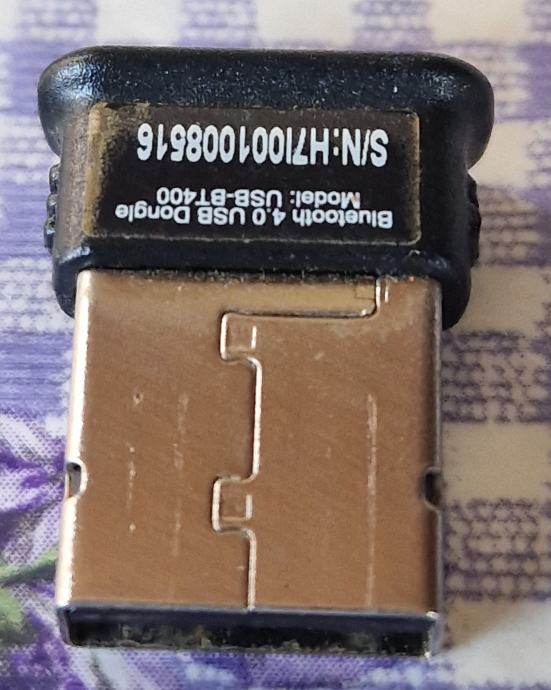 Bluetooth 4.0 USB Dongle
Model: USB-BT400
S/N:H7I001008516